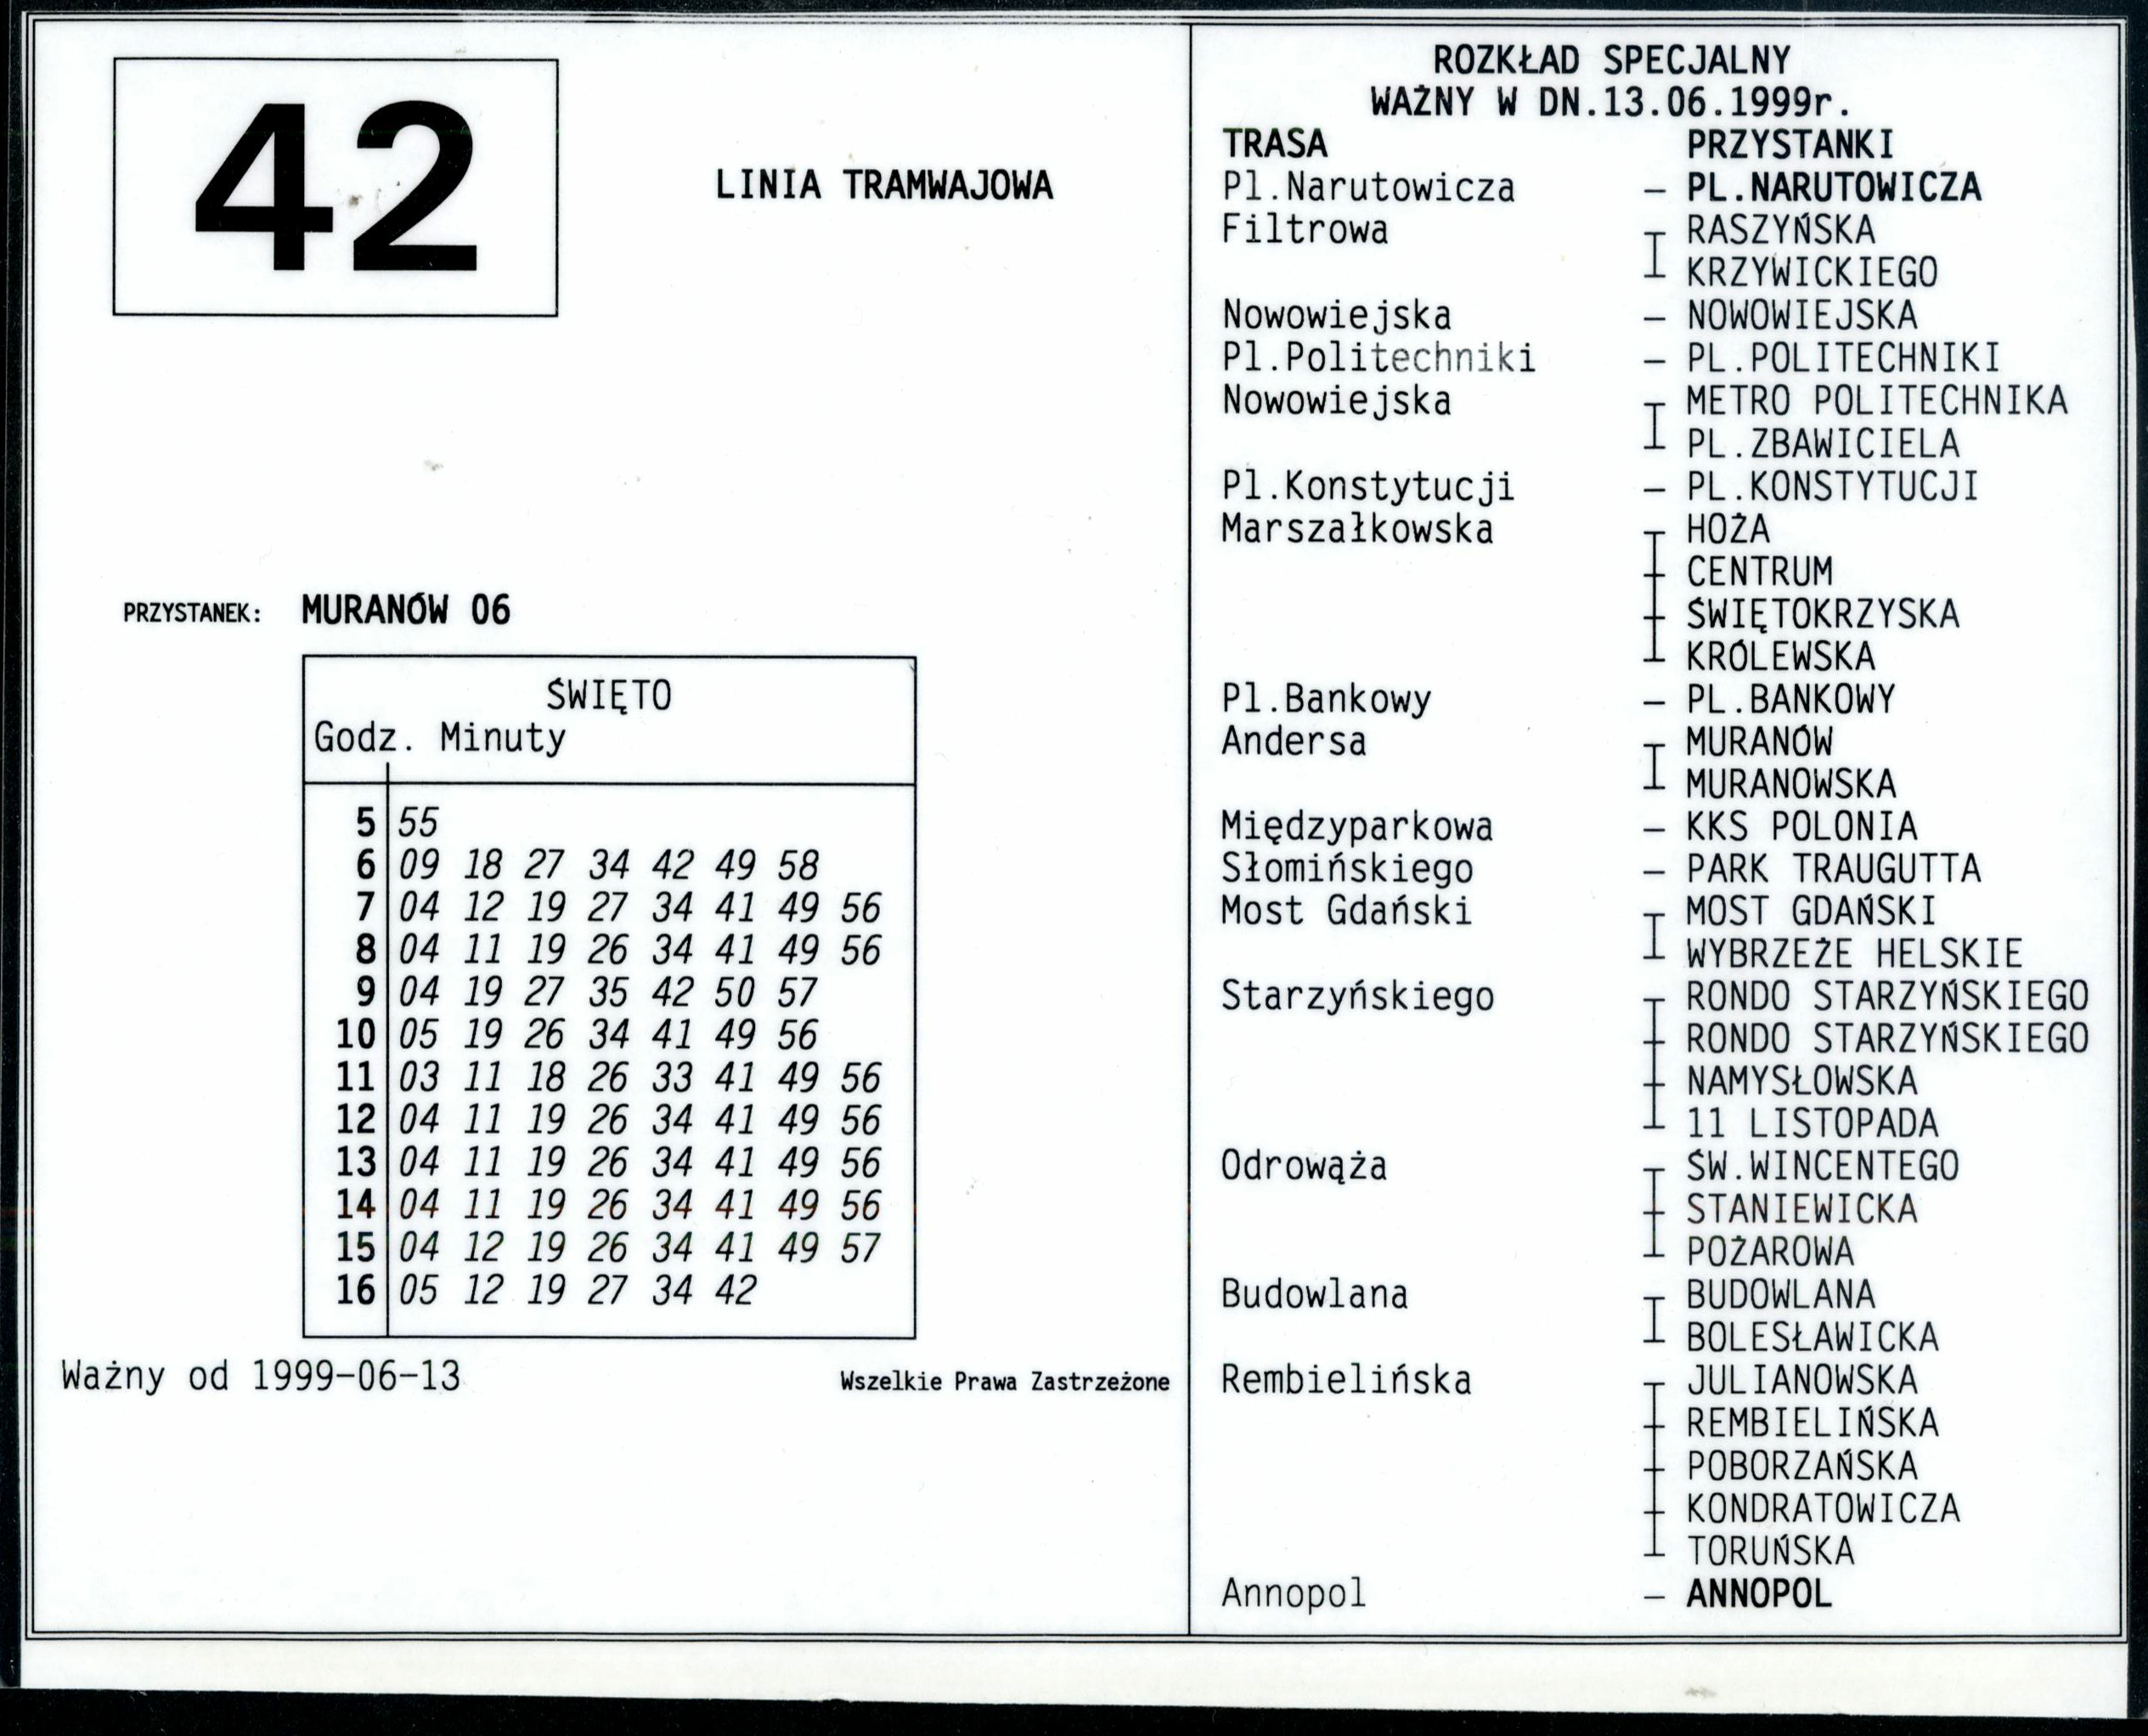 42
LINIA TRAMWAJOWA
PRZYSTANEK: MURANÓW 06
ŚWIĘTO
Godz. Minuty
5 55
6 09 18 27 34 42 49 58
7 04 12 19 27 34 41 49 56
8 04 11 19 26 34 41 49 56
9 04 19 27 35 42 50 57
10 05 19 26 34 41 49 56
11 03 11 18 26 33 41 49 56
12 04 11 19 26 34 41 49 56
13 04 11 19 26 34 41 49 56
14 04 11 19 26 34 41 49 56
15 04 12 19 26 34 41 49 57
16 05 12 19 27 34 42
Ważny od 1999-06-13
Wszelkie Prawa Zastrzeżone
ROZKŁAD SPECJALNY
WAŻNY W DN.13.06.1999r.
TRASA PRZYSTANKI
Pl.Narutowicza - PL.NARUTOWICZA
Filtrowa RASZYŃSKA
KRZYWICKIEGO
Nowowiejska - NOWOWIEJSKA
Pl.Politechniki - PL.POLITECHNIKI
Nowowiejska METRO POLITECHNIKA
PL.ZBAWICIELA
Pl.Konstytucji - PL.KONSTYTUCJI
Marszałkowska HOŻA
CENTRUM
ŚWIĘTOKRZYSKA
KRÓLEWSKA
Pl.Bankowy - PL.BANKOWY
Andersa MURANÓW
MURANOWSKA
Międzyparkowa - KKS POLONIA
Słomińskiego - PARK TRAUGUTTA
Most Gdański MOST GDAŃSKI
WYBRZEŻE HELSKIE
Starzyńskiego RONDO STARZYŃSKIEGO
RONDO STARZYŃSKIEGO
NAMYSŁOWSKA
11 LISTOPADA
Odrowąża ŚW.WINCENTEGO
STANIEWICKA
POŻAROWA
Budowlana BUDOWLANA
BOLESŁAWICKA
Rembielińska JULIANOWSKA
REMBIELIŃSKA
POBORZAŃSKA
KONDRATOWICZA
TORUŃSKA
Annopol - ANNOPOL